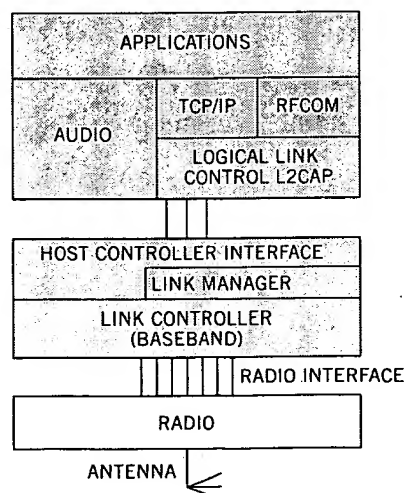 APPLICATIONS
AUDIO
TCP/IP
RFCOM
LOGICAL LINK
CONTROL L2CAP
HOST CONTROLLER INTERFACE
LINK MANAGER
LINK CONTROLLER
(BASEBAND)
RADIO INTERFACE
RADIO
ANTENNA